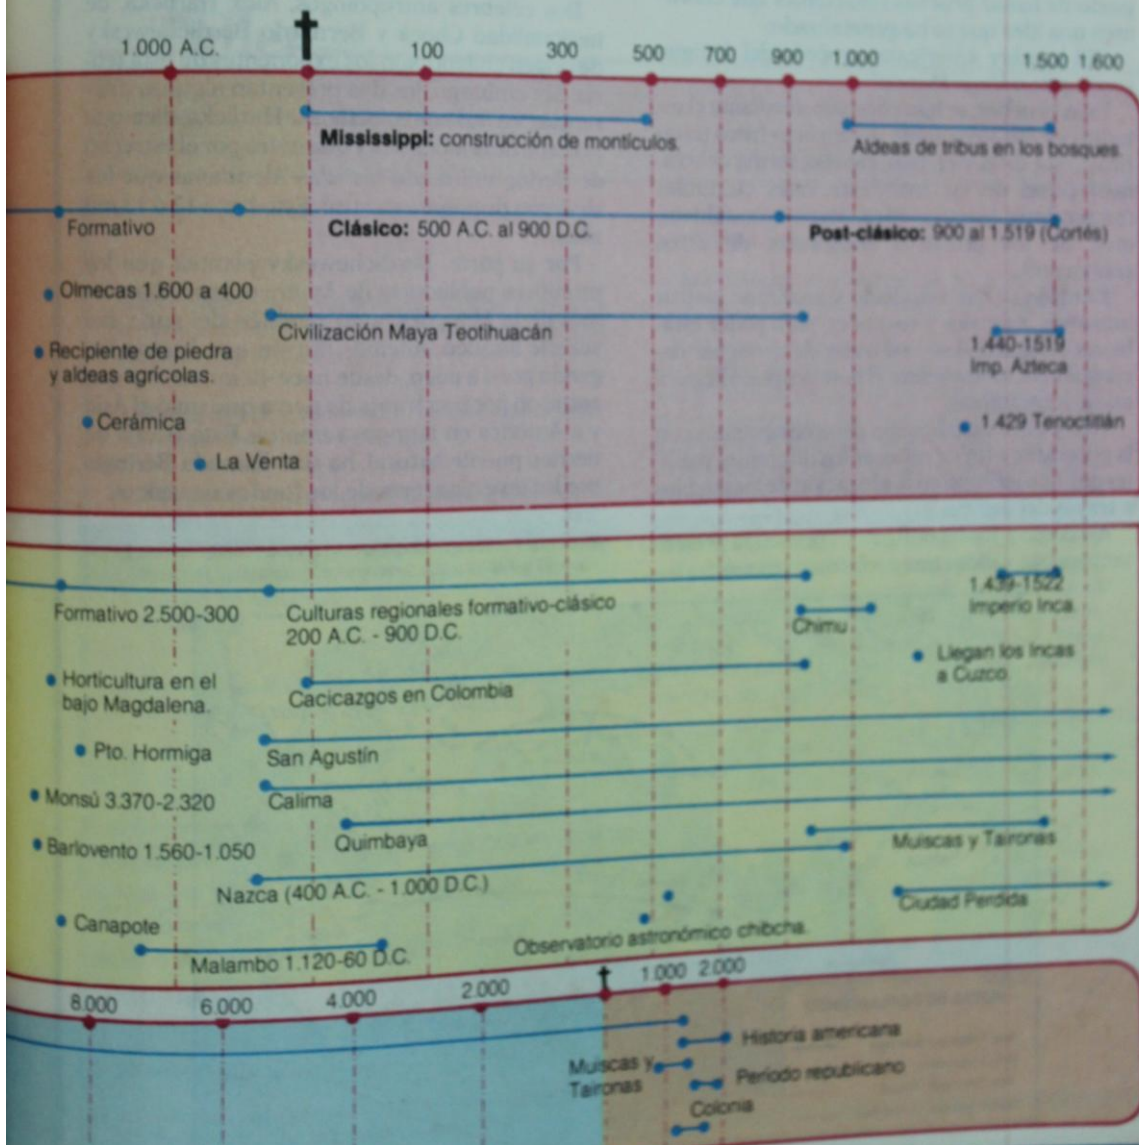 1.000 A.C.
100
300
500
700
900
1.000
1.500
1.600
Mississippi: construcción de montículos.
Aldeas de tribus en los bosques.
Formativo
Clásico: 500 A.C. al 900 D.C.
Post-clásico: 900 al 1.519 (Cortés)
Olmecas 1.600 a 400
Civilización Maya Teotihuacán
Recipiente de piedra
y aldeas agrícolas.
1.440-1519
Imp. Azteca
Cerámica
1.429 Tenoctitlán
La Venta
Formativo 2.500-300
Culturas regionales formativo-clásico
200 A.C. - 900 D.C.
Chimu
1.439-1522
Imperio Inca.
Llegan los Incas
a Cuzco.
Horticultura en el
bajo Magdalena.
Cacicazgos en Colombia
Pto. Hormiga
San Agustín
Monsú 3.370-2.320
Calima
Quimbaya
Muiscas y Taironas
Barlovento 1.560-1.050
Nazca (400 A.C. - 1.000 D.C.)
Ciudad Perdida
Canapote
Observatorio astronómico chibcha.
Malambo 1.120-60 D.C.
8.000
6.000
4.000
2.000
1.000
2.000
Historia americana
Muiscas y
Taironas
Período republicano
Colonia